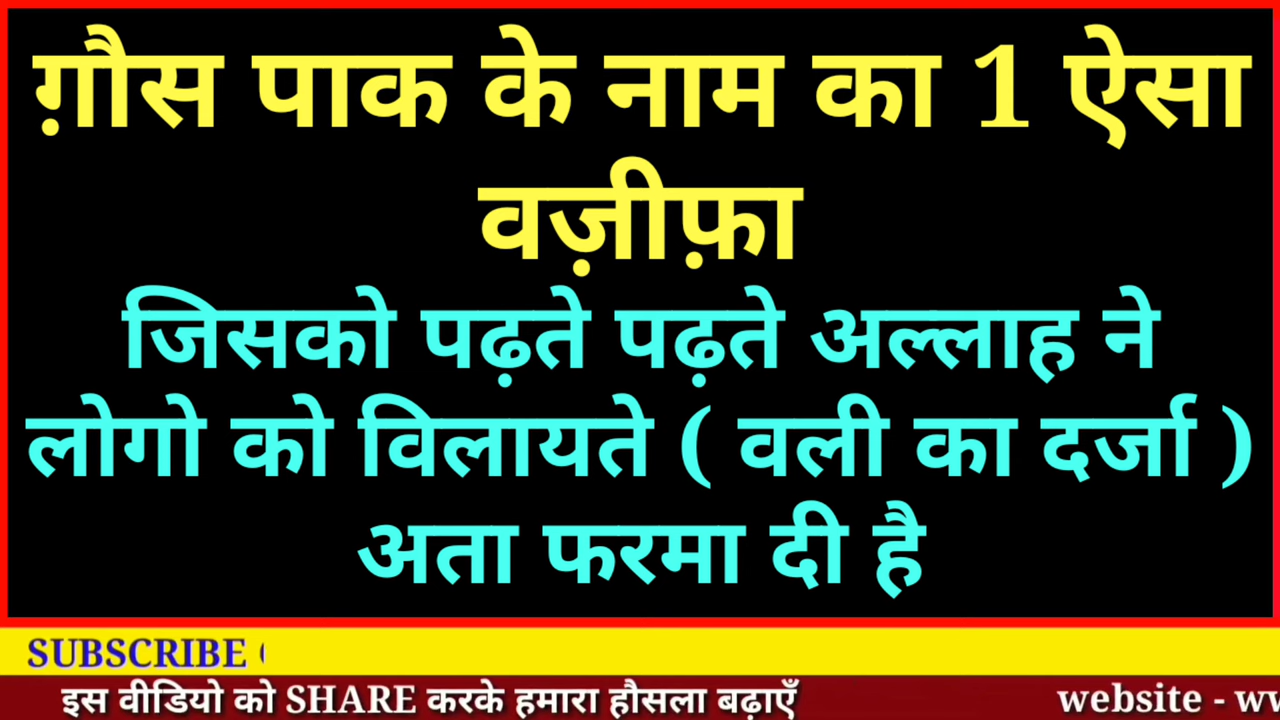 ग़ौस पाक के नाम का 1 ऐसा
वज़ीफ़ा
जिसको पढ़ते पढ़ते अल्लाह ने
लोगो को विलायते ( वली का दर्जा )
अता फरमा दी है
SUBSCRIBE
इस वीडियो को SHARE करके हमारा हौसला बढ़ाएँ website -